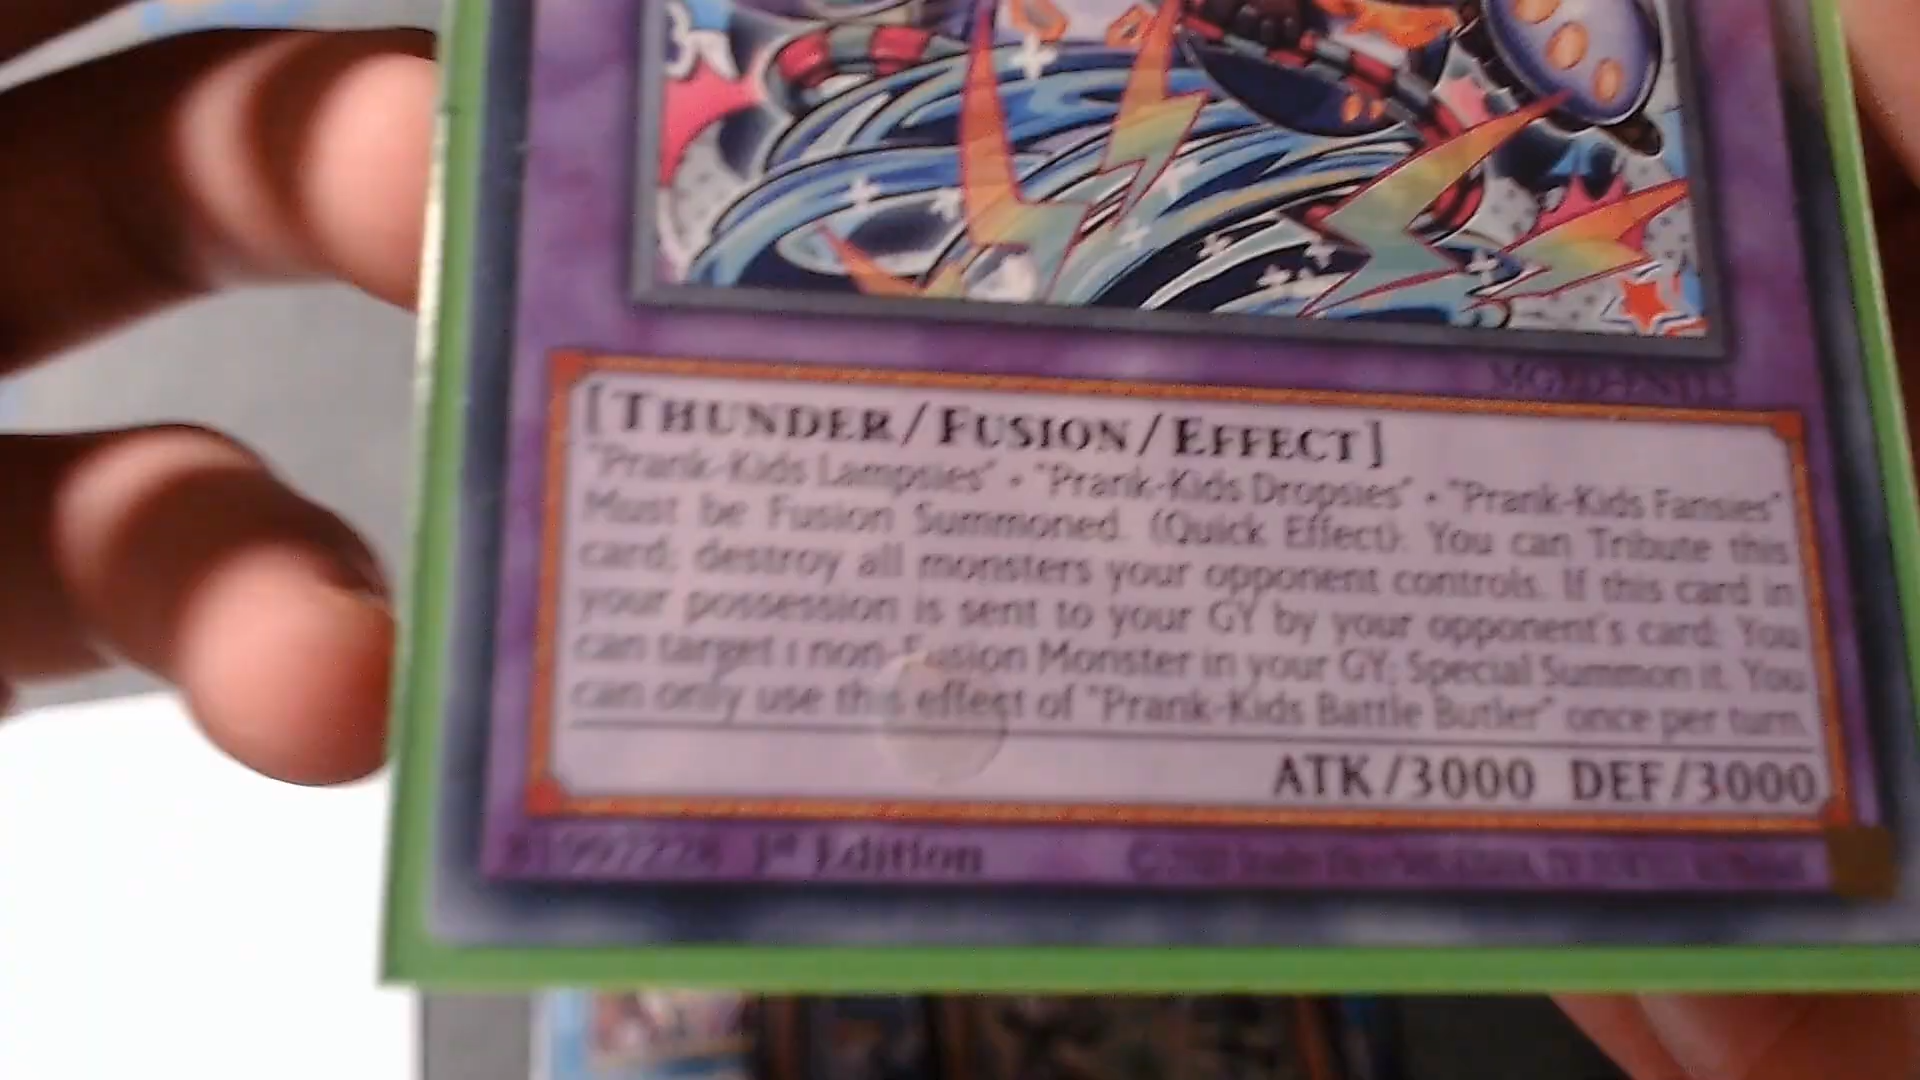 [THUNDER/FUSION/EFFECT]
"Prank-Kids Lampsies" • "Prank-Kids Dropsies" • "Prank-Kids Fansies"
Must be Fusion Summoned. (Quick Effect): You can Tribute this
card; destroy all monsters your opponent controls. If this card in
your possession is sent to your GY by your opponent's card: You
can target 1 non-Fusion Monster in your GY; Special Summon it. You
can only use this effect of "Prank-Kids Battle Butler" once per turn.
ATK/3000 DEF/3000
1st Edition